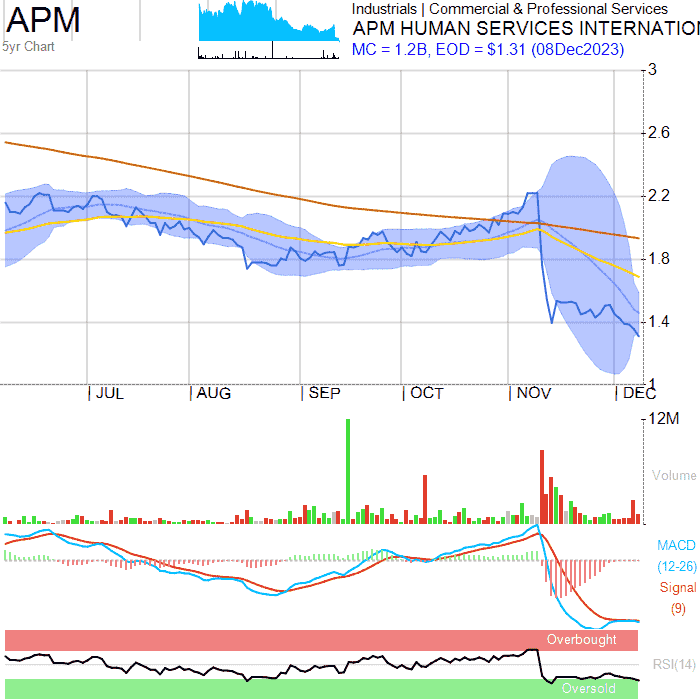 APM
5yr Chart
Industrials | Commercial & Professional Services
APM HUMAN SERVICES INTERNATIO
MC = 1.2B, EOD = $1.31 (08Dec2023)
3
2.6
2.2
1.8
1.4
1
JUL AUG SEP OCT NOV DEC
12M
Volume
MACD
(12-26)
Signal
(9)
Overbought
RSI(14)
Oversold